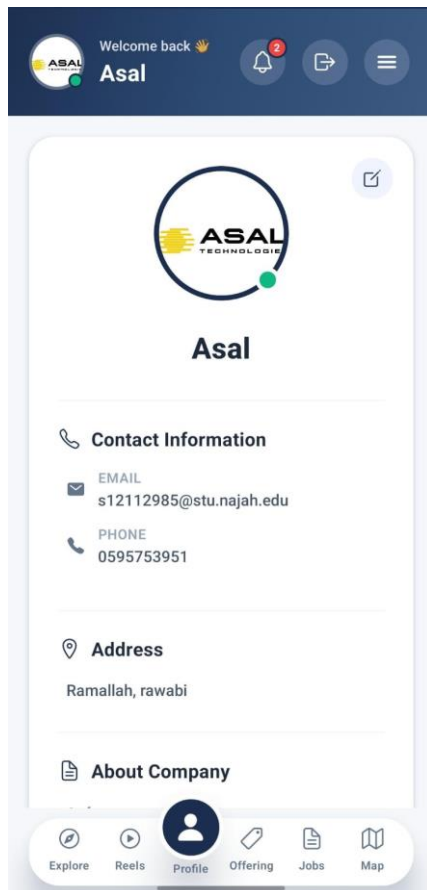 ASAL
Welcome back 👋
Asal
2
ASAL
TECHNOLOGIE
Asal
Contact Information
EMAIL
s12112985@stu.najah.edu
PHONE
0595753951
Address
Ramallah, rawabi
About Company
Explore Reels Profile Offering Jobs Map